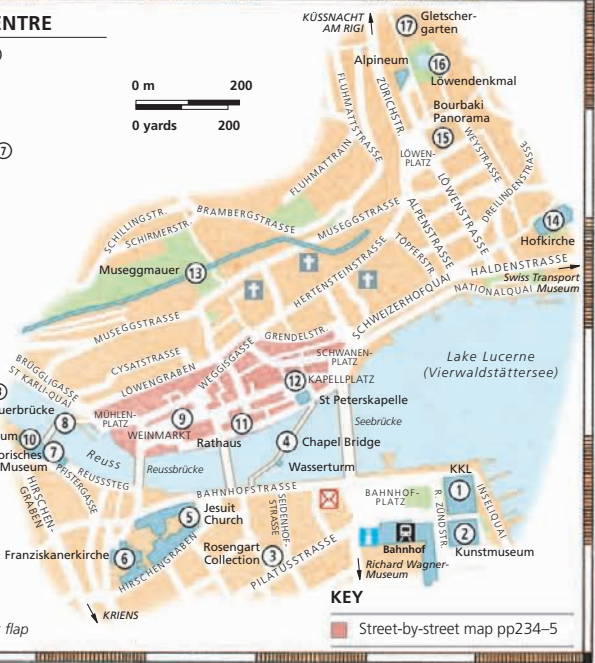 ENTRE
)
0 m 200
0 yards 200
7
KÜSSNACHT
AM RIGI
17
Gletscher-
garten
Alpineum
16
Löwendenkmal
Bourbaki
Panorama
15
FLUHMATTSTRASSE
ZÜRICHSTR.
LÖWEN-
PLATZ
WEYSTRASSE
DREILINDENSTRASSE
LÖWENSTRASSE
ALPENSTRASSE
FLUHMATTRAIN
SCHILLINGSTR.
SCHIRMERSTR.
BRAMBERGSTRASSE
MUSEGGSTRASSE
TÖPFERSTR.
HERTENSTEINSTRASSE
14
Hofkirche
HALDENSTRASSE
Swiss Transport
Museum
NATIONALQUAI
SCHWEIZERHOFQUAI
Museggmauer
13
MUSEGGSTRASSE
CYSATSTRASSE
LÖWENGRABEN
WEGGISGASSE
GRENDELSTR.
SCHWANEN-
PLATZ
BRÜGGLIGASSE
ST KARLI-QUAI
Lake Lucerne
(Vierwaldstättersee)
12
KAPELLPLATZ
St Peterskapelle
uerbrücke
8
MÜHLEN-
PLATZ
9
WEINMARKT
11
Rathaus
Seebrücke
4
Chapel Bridge
Wasserturm
um
10
orisches
Museum
7
Reuss
REUSSSTEG
PFISTERGASSE
Reussbrücke
HIRSCHEN-
GRABEN
BAHNHOFSTRASSE
5
Jesuit
Church
SEIDENHOF-
STRASSE
BAHNHOF-
PLATZ
KKL
1
R. ZÜNDSTR.
INSELIQUAI
2
Kunstmuseum
Franziskanerkirche
6
HIRSCHENGRABEN
Rosengart
Collection
3
PILATUSSTRASSE
i
Bahnhof
Richard Wagner-
Museum
KRIENS
KEY
flap
Street-by-street map pp234–5